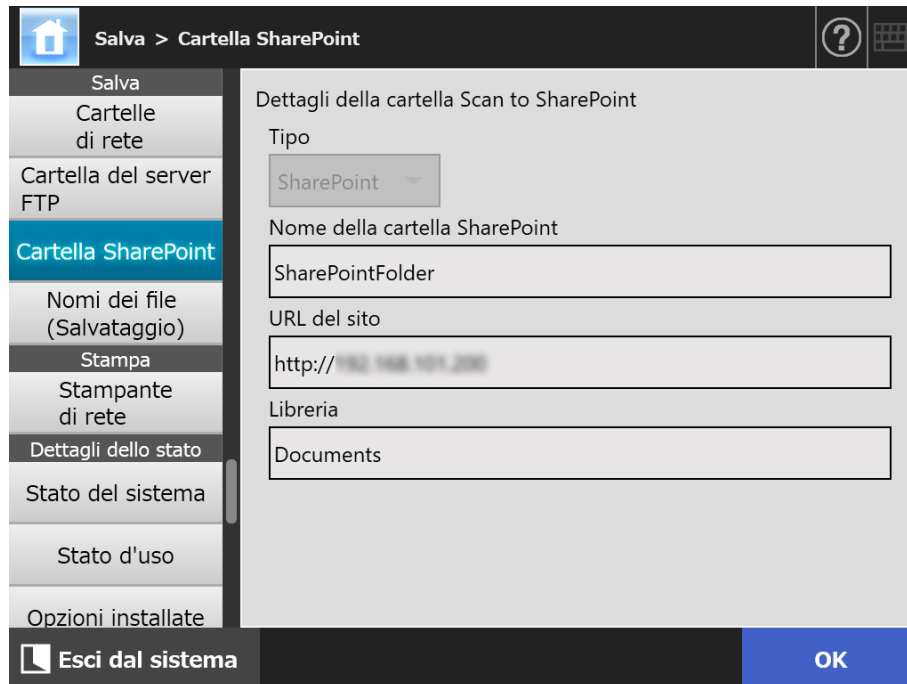 Salva > Cartella SharePoint
Salva
Cartelle
di rete
Cartella del server
FTP
Cartella SharePoint
Nomi dei file
(Salvataggio)
Stampa
Stampante
di rete
Dettagli dello stato
Stato del sistema
Stato d'uso
Opzioni installate
Dettagli della cartella Scan to SharePoint
Tipo
SharePoint
Nome della cartella SharePoint
SharePointFolder
URL del sito
http://
Libreria
Documents
Esci dal sistema
OK